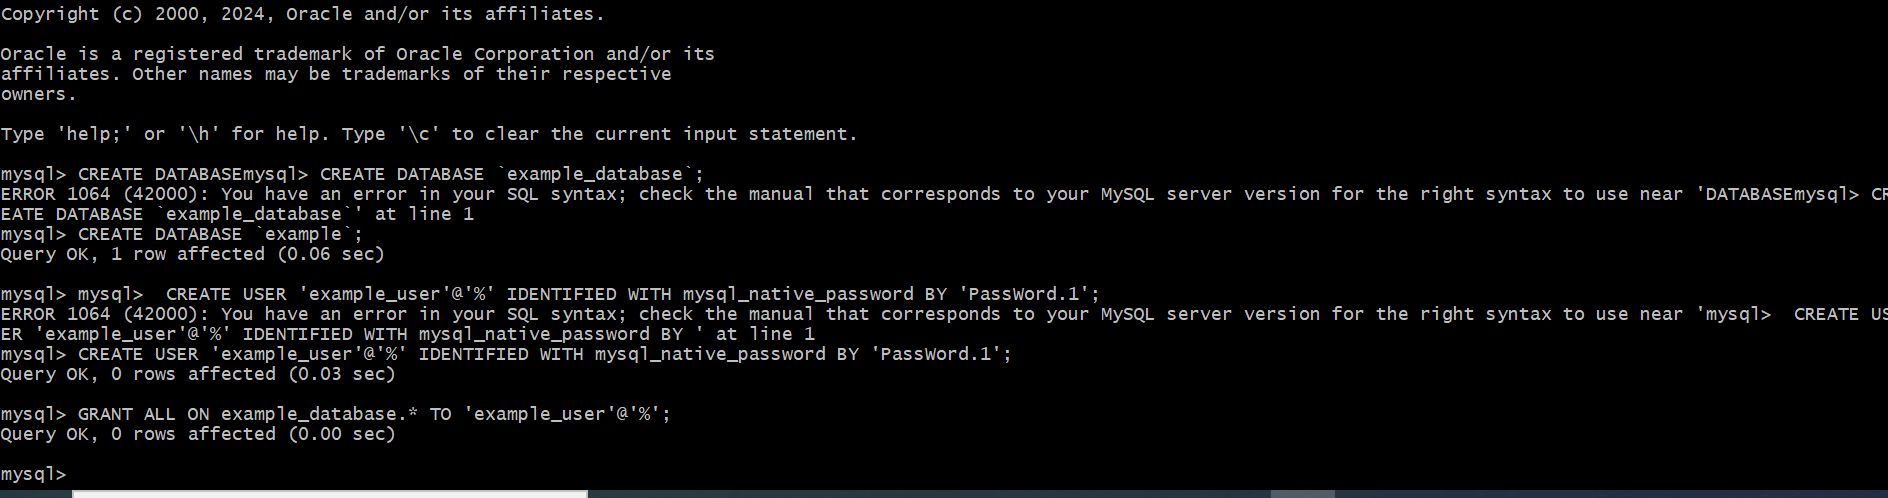 Copyright (c) 2000, 2024, Oracle and/or its affiliates.
Oracle is a registered trademark of Oracle Corporation and/or its
affiliates. Other names may be trademarks of their respective
owners.
Type 'help;' or '\h' for help. Type '\c' to clear the current input statement.
mysql> CREATE DATABASEmysql> CREATE DATABASE `example_database`;
ERROR 1064 (42000): You have an error in your SQL syntax; check the manual that corresponds to your MySQL server version for the right syntax to use near 'DATABASEmysql> CR
EATE DATABASE `example_database`' at line 1
mysql> CREATE DATABASE `example`;
Query OK, 1 row affected (0.06 sec)
mysql> mysql>  CREATE USER 'example_user'@'%' IDENTIFIED WITH mysql_native_password BY 'PassWord.1';
ERROR 1064 (42000): You have an error in your SQL syntax; check the manual that corresponds to your MySQL server version for the right syntax to use near 'mysql>  CREATE US
ER 'example_user'@'%' IDENTIFIED WITH mysql_native_password BY ' at line 1
mysql> CREATE USER 'example_user'@'%' IDENTIFIED WITH mysql_native_password BY 'PassWord.1';
Query OK, 0 rows affected (0.03 sec)
mysql> GRANT ALL ON example_database.* TO 'example_user'@'%';
Query OK, 0 rows affected (0.00 sec)
mysql>